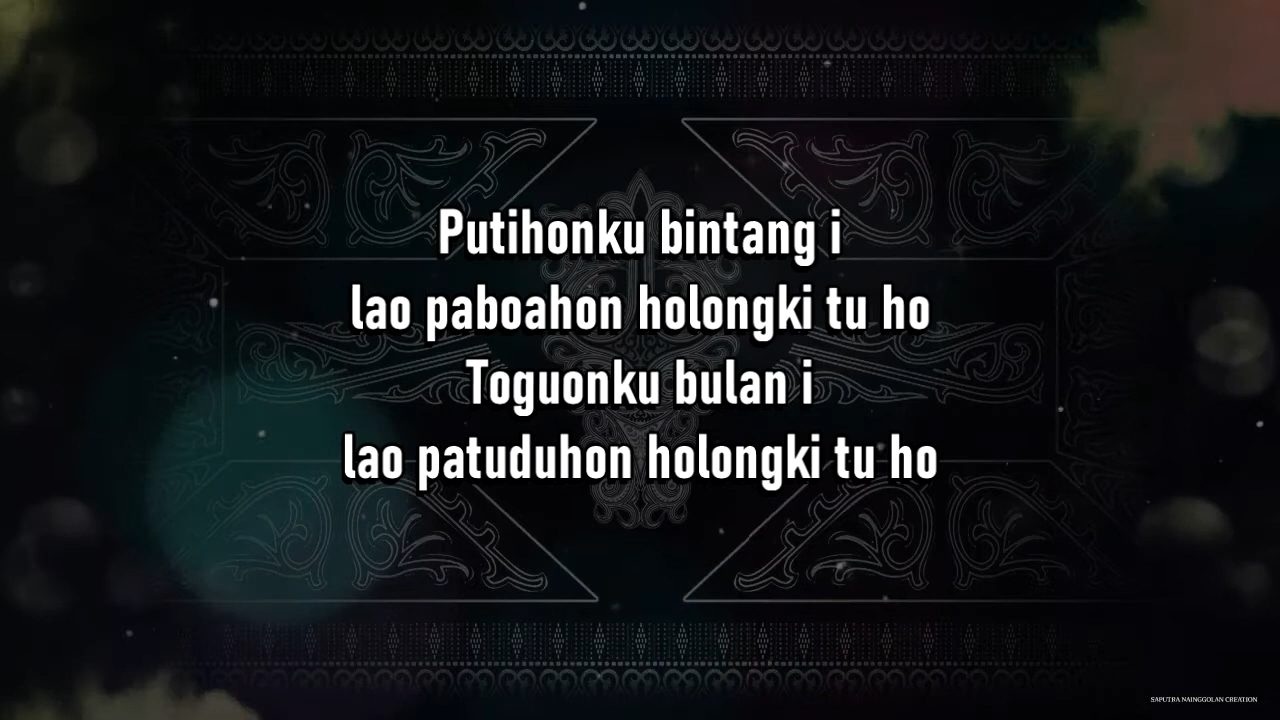 Putihonku bintang i
lao paboahon holongki tu ho
Toguonku bulan i
lao patuduhon holongki tu ho
SAPUTRA NAINGGOLAN CREATION